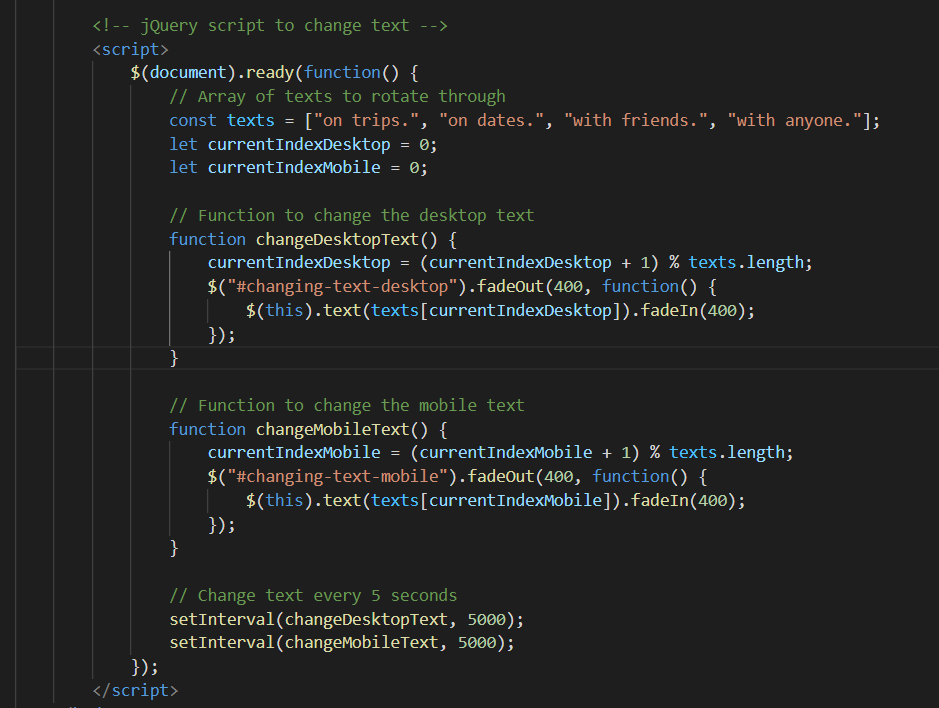 <!-- jQuery script to change text -->
<script>
$(document).ready(function() {
// Array of texts to rotate through
const texts = ["on trips.", "on dates.", "with friends.", "with anyone."];
let currentIndexDesktop = 0;
let currentIndexMobile = 0;
// Function to change the desktop text
function changeDesktopText() {
currentIndexDesktop = (currentIndexDesktop + 1) % texts.length;
$("#changing-text-desktop").fadeOut(400, function() {
$(this).text(texts[currentIndexDesktop]).fadeIn(400);
});
}
// Function to change the mobile text
function changeMobileText() {
currentIndexMobile = (currentIndexMobile + 1) % texts.length;
$("#changing-text-mobile").fadeOut(400, function() {
$(this).text(texts[currentIndexMobile]).fadeIn(400);
});
}
// Change text every 5 seconds
setInterval(changeDesktopText, 5000);
setInterval(changeMobileText, 5000);
});
</script>